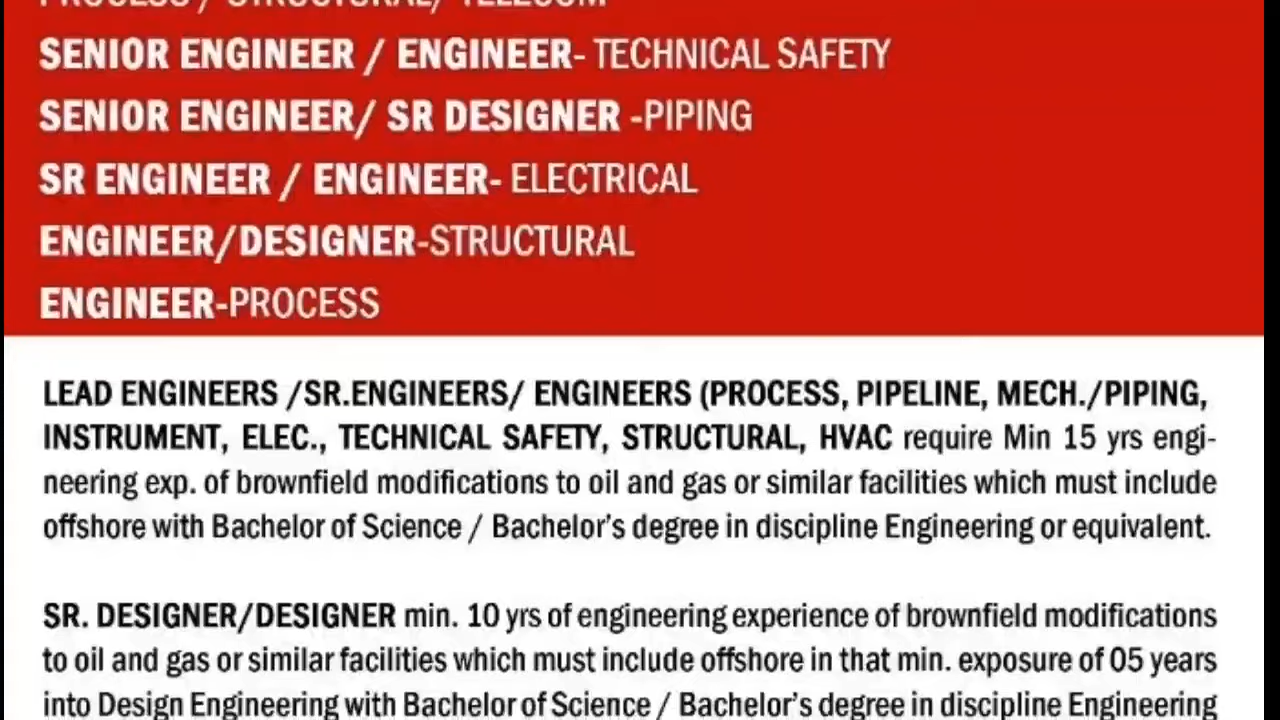 PROCESS / STRUCTURAL/ TELECOM
SENIOR ENGINEER / ENGINEER- TECHNICAL SAFETY
SENIOR ENGINEER/ SR DESIGNER -PIPING
SR ENGINEER / ENGINEER- ELECTRICAL
ENGINEER/DESIGNER-STRUCTURAL
ENGINEER-PROCESS
LEAD ENGINEERS /SR.ENGINEERS/ ENGINEERS (PROCESS, PIPELINE, MECH./PIPING,
INSTRUMENT, ELEC., TECHNICAL SAFETY, STRUCTURAL, HVAC require Min 15 yrs engi-
neering exp. of brownfield modifications to oil and gas or similar facilities which must include
offshore with Bachelor of Science / Bachelor's degree in discipline Engineering or equivalent.
SR. DESIGNER/DESIGNER min. 10 yrs of engineering experience of brownfield modifications
to oil and gas or similar facilities which must include offshore in that min. exposure of 05 years
into Design Engineering with Bachelor of Science / Bachelor's degree in discipline Engineering